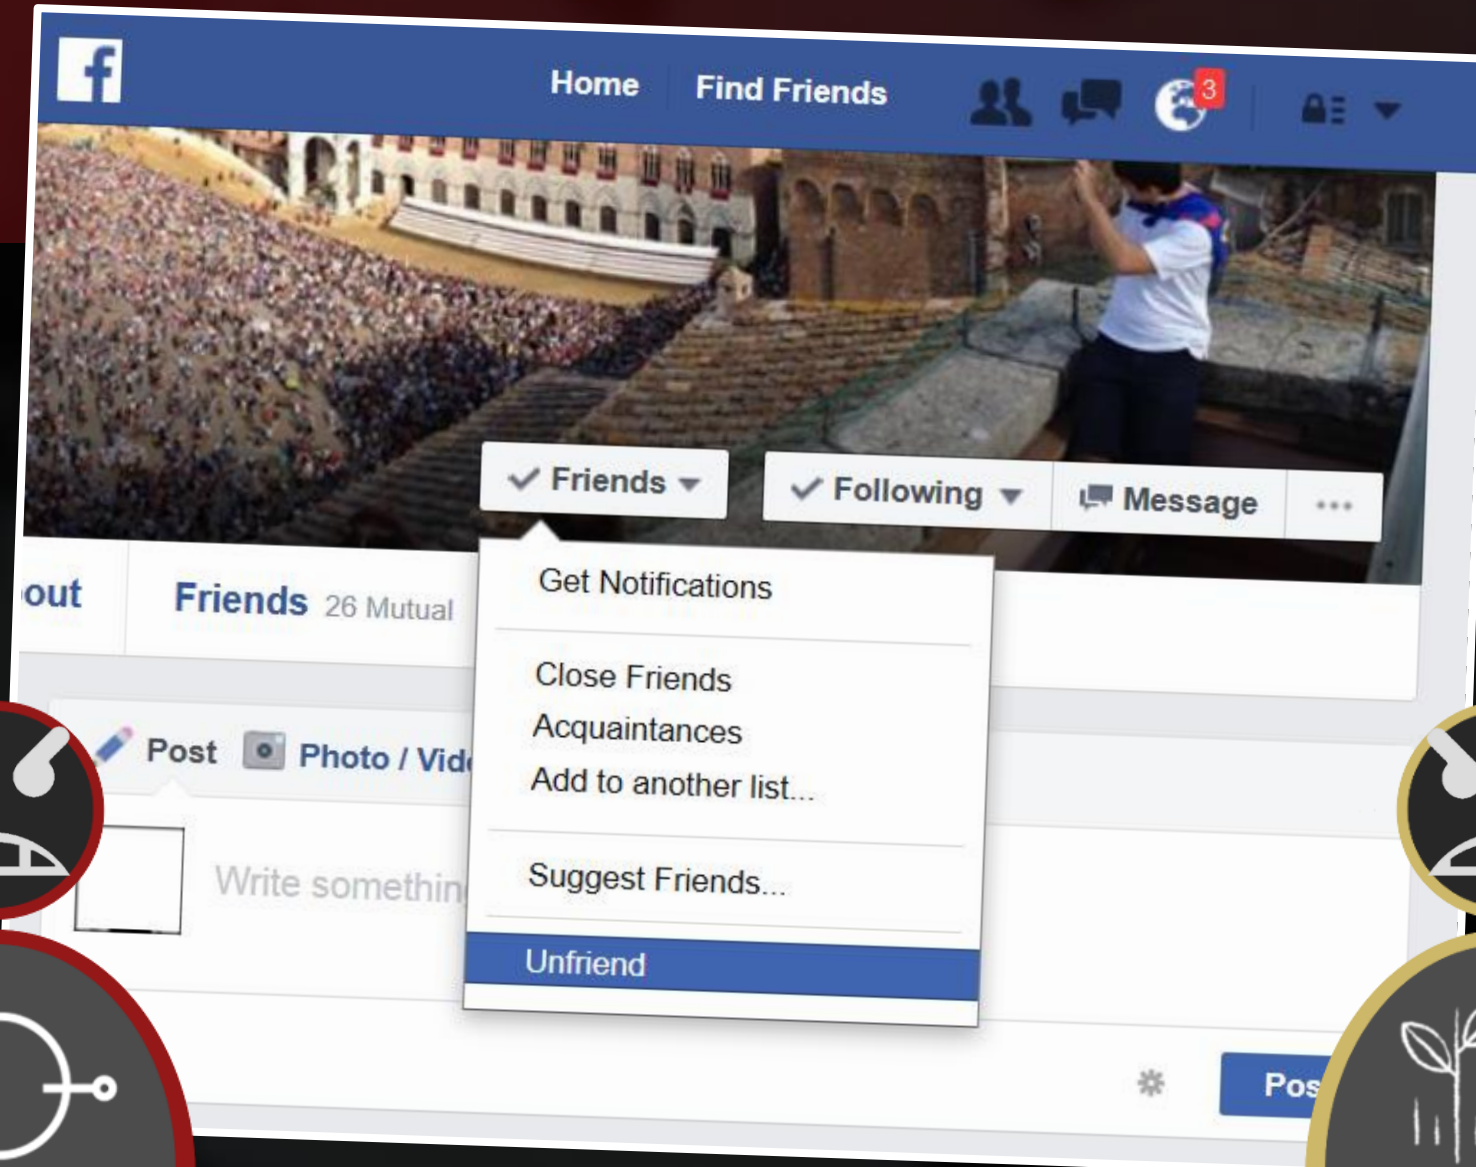 f
Home Find Friends 3
Friends Following Message ...
out Friends 26 Mutual
Get Notifications
Close Friends
Acquaintances
Add to another list...
Suggest Friends...
Unfriend
Post Photo / Vid
Write somethin
Pos